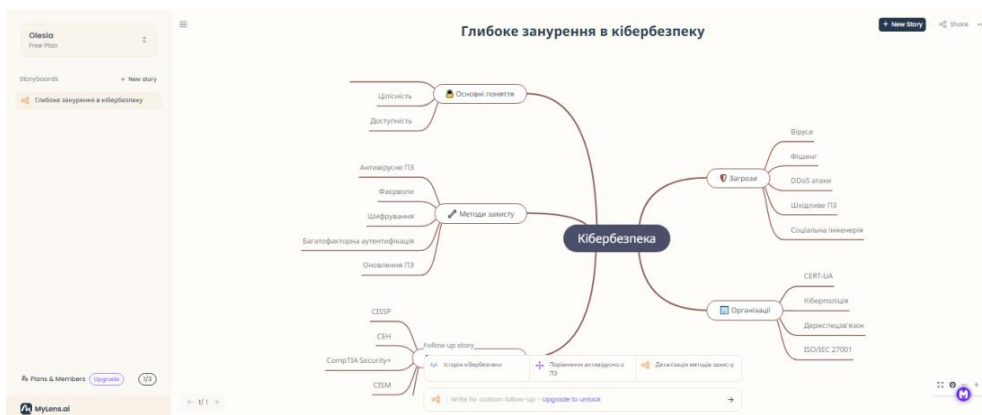 Olesia
Free Plan
Storyboards
+ New story
Глибоке занурення в кібербезпеку
Plans & Members
Upgrade
1/3
MyLens.ai
Глибоке занурення в кібербезпеку
+ New Story
Share
Основні поняття
Цілісність
Доступність
Методи захисту
Антивірусне ПЗ
Фаєрволи
Шифрування
Багатофакторна аутентифікація
Оновлення ПЗ
CISSP
CEH
CompTIA Security+
CISM
Кібербезпека
Загрози
Віруси
Фішинг
DDoS атаки
Шкідливе ПЗ
Соціальна інженерія
Організації
CERT-UA
Кіберполіція
Держспецзв'язок
ISO/IEC 27001
Follow up story
Історія кібербезпеки
Порівняння антивірусного
ПЗ
Деталізація методів захисту
Write for custom follow-up - Upgrade to unlock
1/1